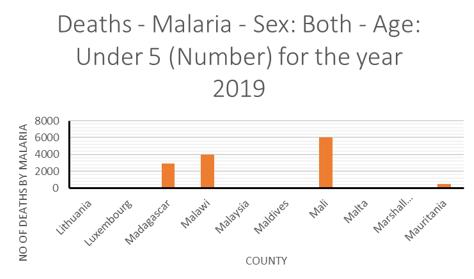 Deaths - Malaria - Sex: Both - Age:
Under 5 (Number) for the year
2019
8000
6000
4000
2000
0
NO OF DEATHS BY MALARIA
Lithuania
Luxembourg
Madagascar
Malawi
Malaysia
Maldives
Mali
Malta
Marshall...
Mauritania
COUNTY